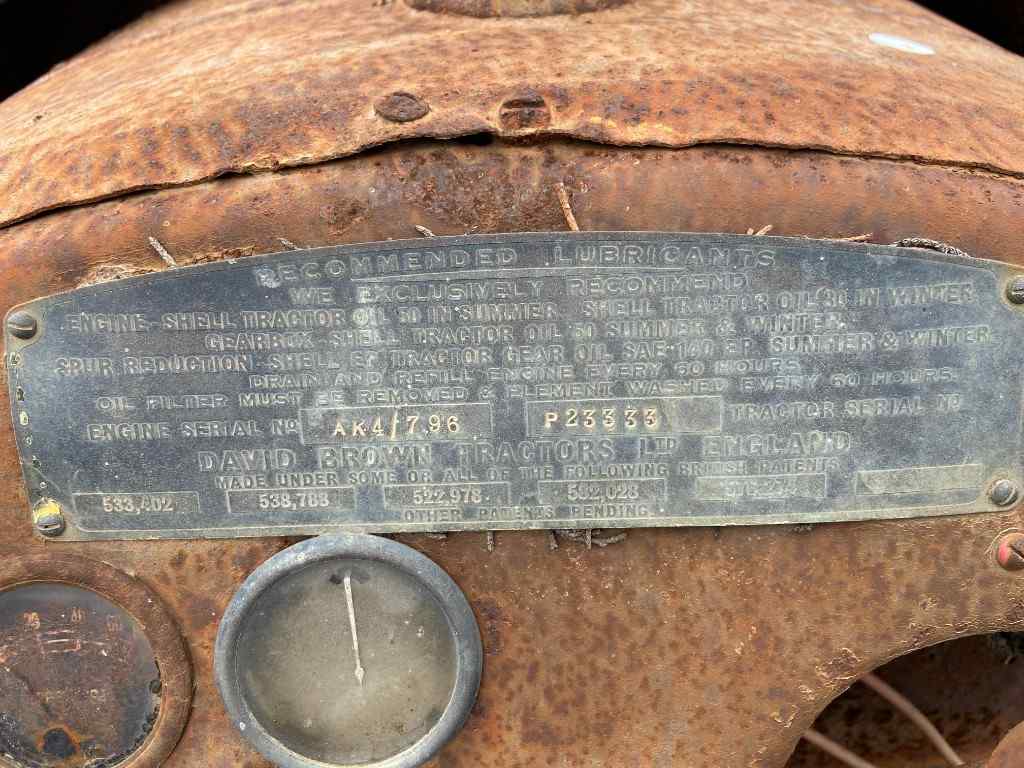 RECOMMENDED LUBRICANTS
WE EXCLUSIVELY RECOMMEND
ENGINE-SHELL TRACTOR OIL 50 IN SUMMER SHELL TRACTOR OIL IN WINTER
GEARBOX SHELL TRACTOR OIL 50 SUMMER & WINTER.
SPUR REDUCTION-SHELL EP TRACTOR GEAR OIL SAE-140 EP SUMMER & WINTER.
DRAIN AND REFILL ENGINE EVERY 60 HOURS
OIL FILTER MUST BE REMOVED & ELEMENT WASHED EVERY 60 HOURS.
ENGINE SERIAL Nº AK4/796 P23333 TRACTOR SERIAL Nº
DAVID BROWN TRACTORS LTD ENGLAND
MADE UNDER SOME OR ALL OF THE FOLLOWING BRITISH PATENTS
533,402 538,788 522,978 552,028
OTHER PATENTS PENDING